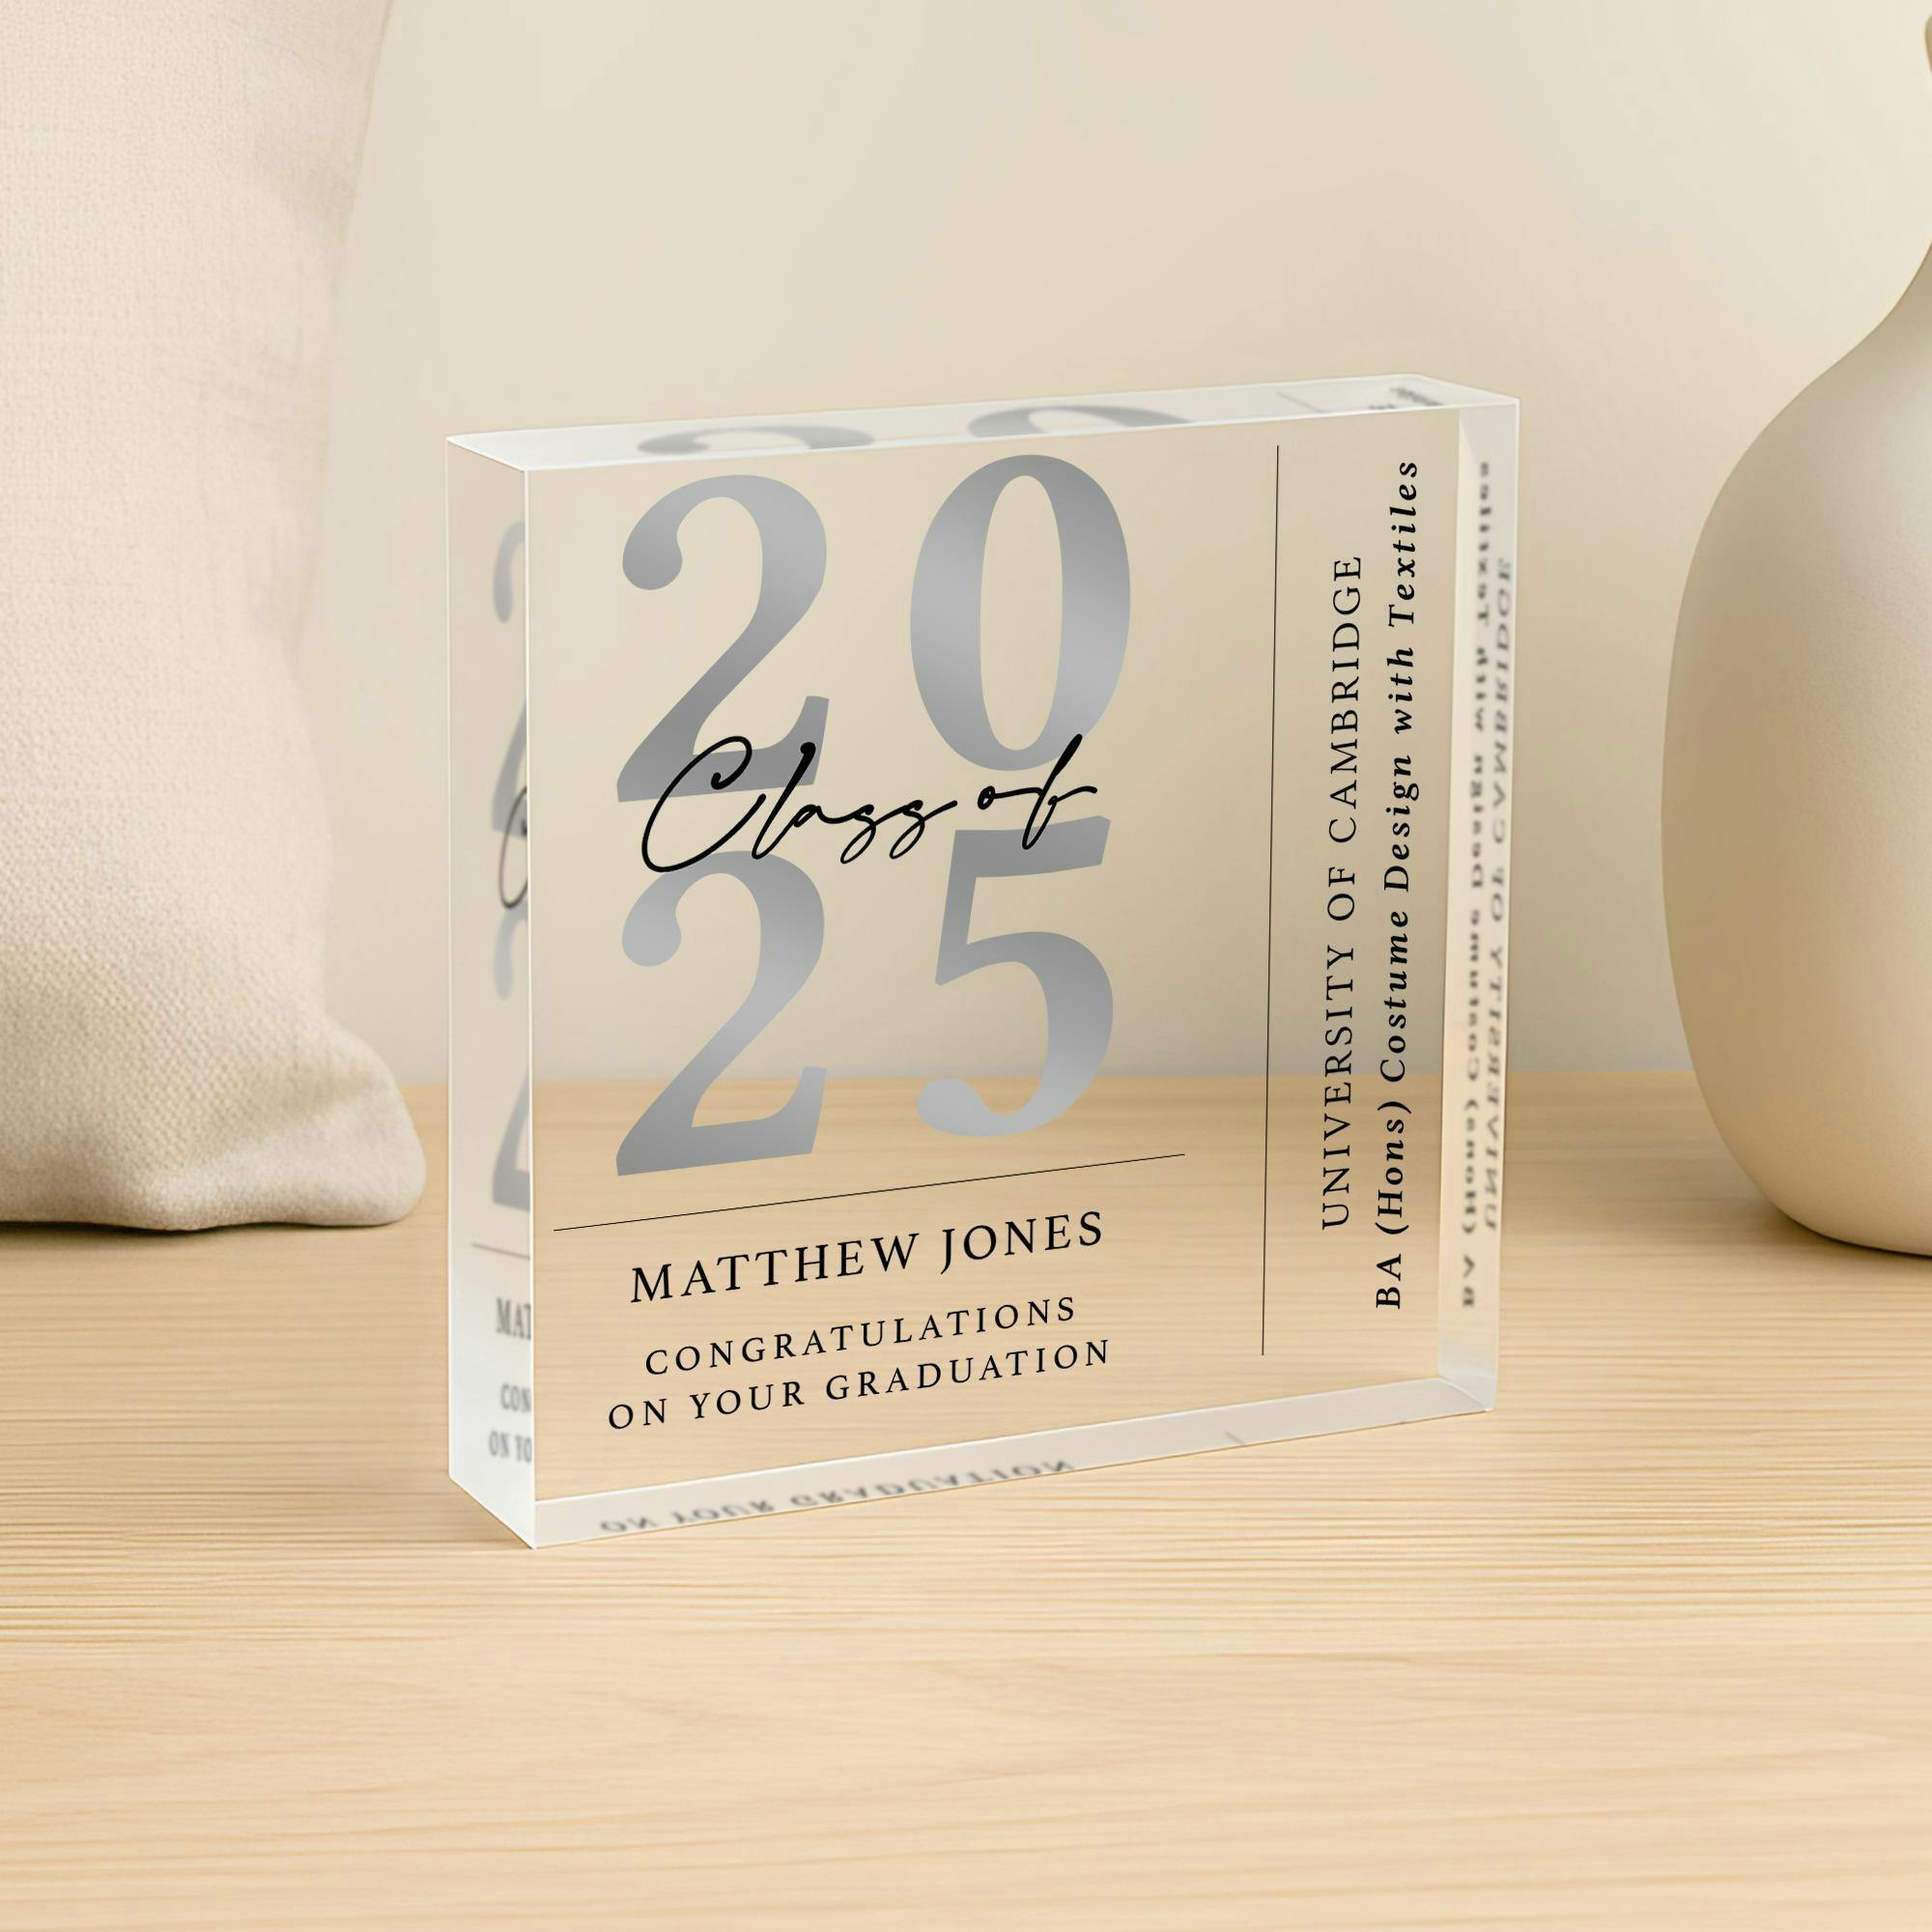 20
Class of
25
MATTHEW JONES
CONGRATULATIONS
ON YOUR GRADUATION
UNIVERSITY OF CAMBRIDGE
BA (Hons) Costume Design with Textiles